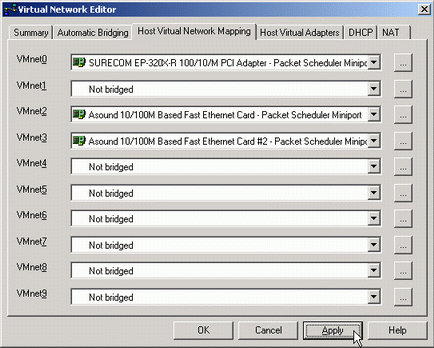 Virtual Network Editor
Summary Automatic Bridging Host Virtual Network Mapping Host Virtual Adapters DHCP NAT
VMnet0 SURECOM EP-320X-R 100/10/M PCI Adapter - Packet Scheduler Minipor ...
VMnet1 Not bridged ...
VMnet2 Asound 10/100M Based Fast Ethernet Card - Packet Scheduler Miniport ...
VMnet3 Asound 10/100M Based Fast Ethernet Card #2 - Packet Scheduler Minipo ...
VMnet4 Not bridged ...
VMnet5 Not bridged ...
VMnet6 Not bridged ...
VMnet7 Not bridged ...
VMnet8 Not bridged ...
VMnet9 Not bridged ...
OK Cancel Apply Help